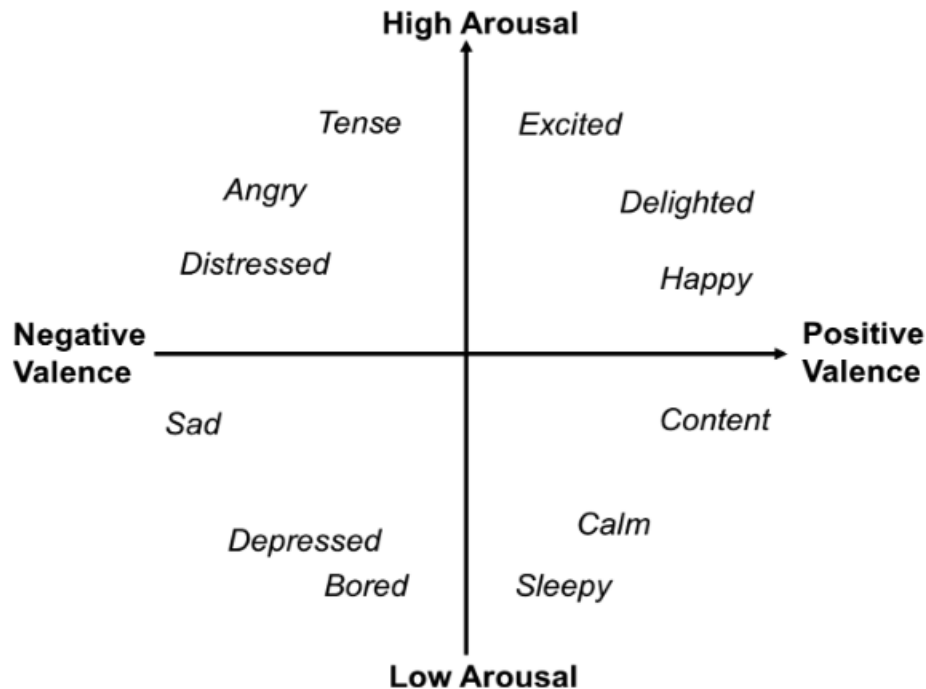 High Arousal
Tense
Excited
Angry
Delighted
Distressed
Happy
Negative
Valence
Positive
Valence
Sad
Content
Calm
Depressed
Bored
Sleepy
Low Arousal